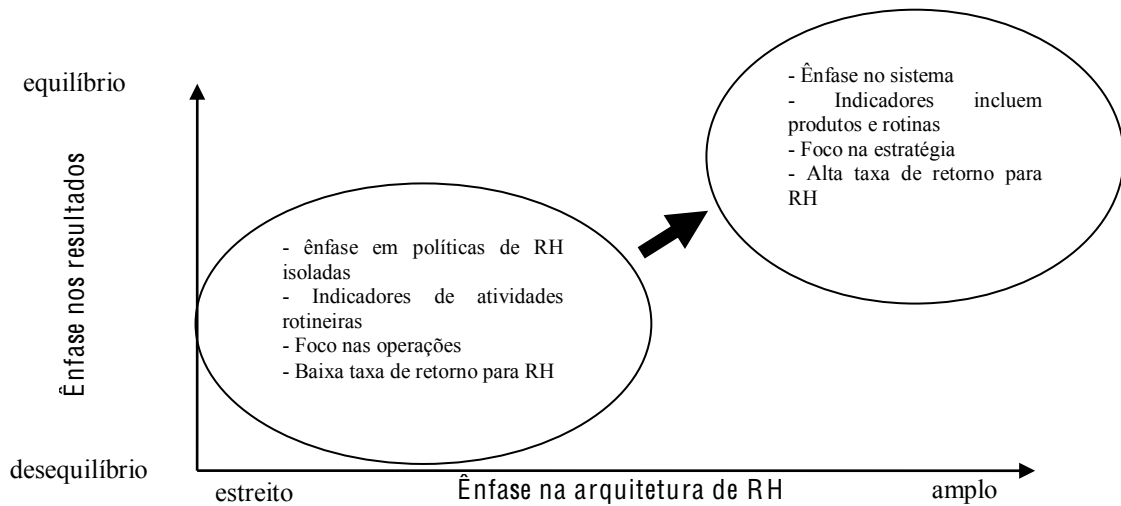 equilíbrio
Ênfase nos resultados
desequilíbrio
- Ênfase no sistema
- Indicadores incluem
produtos e rotinas
- Foco na estratégia
- Alta taxa de retorno para
RH
- ênfase em políticas de RH
isoladas
- Indicadores de atividades
rotineiras
- Foco nas operações
- Baixa taxa de retorno para RH
estreito
Ênfase na arquitetura de RH
amplo